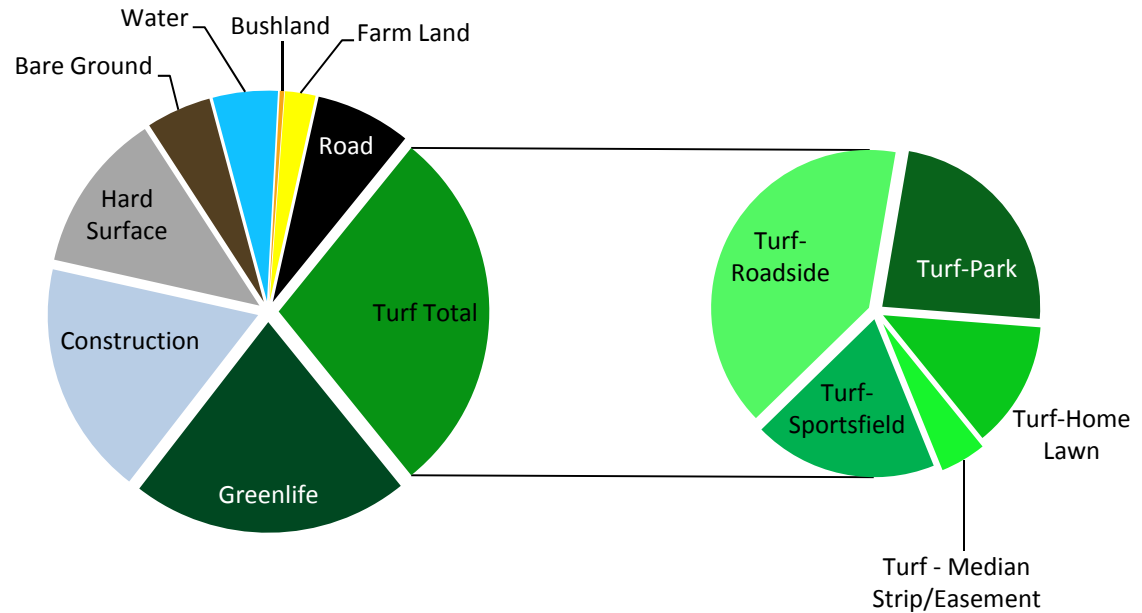 Water
Bushland
Farm Land
Bare Ground
Road
Hard
Surface
Turf Total
Construction
Greenlife
Turf-
Roadside
Turf-Park
Turf-
Sportsfield
Turf-Home
Lawn
Turf - Median
Strip/Easement